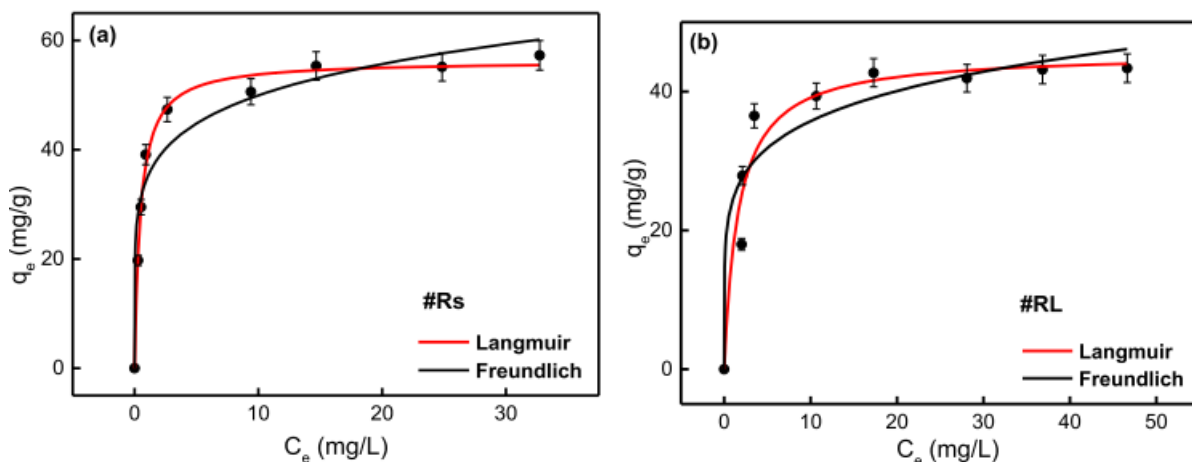 (a)
60
40
20
0
qe (mg/g)
#Rs
Langmuir
Freundlich
0 10 20 30
Ce (mg/L)
(b)
40
20
0
qe (mg/g)
#RL
Langmuir
Freundlich
0 10 20 30 40 50
Ce (mg/L)